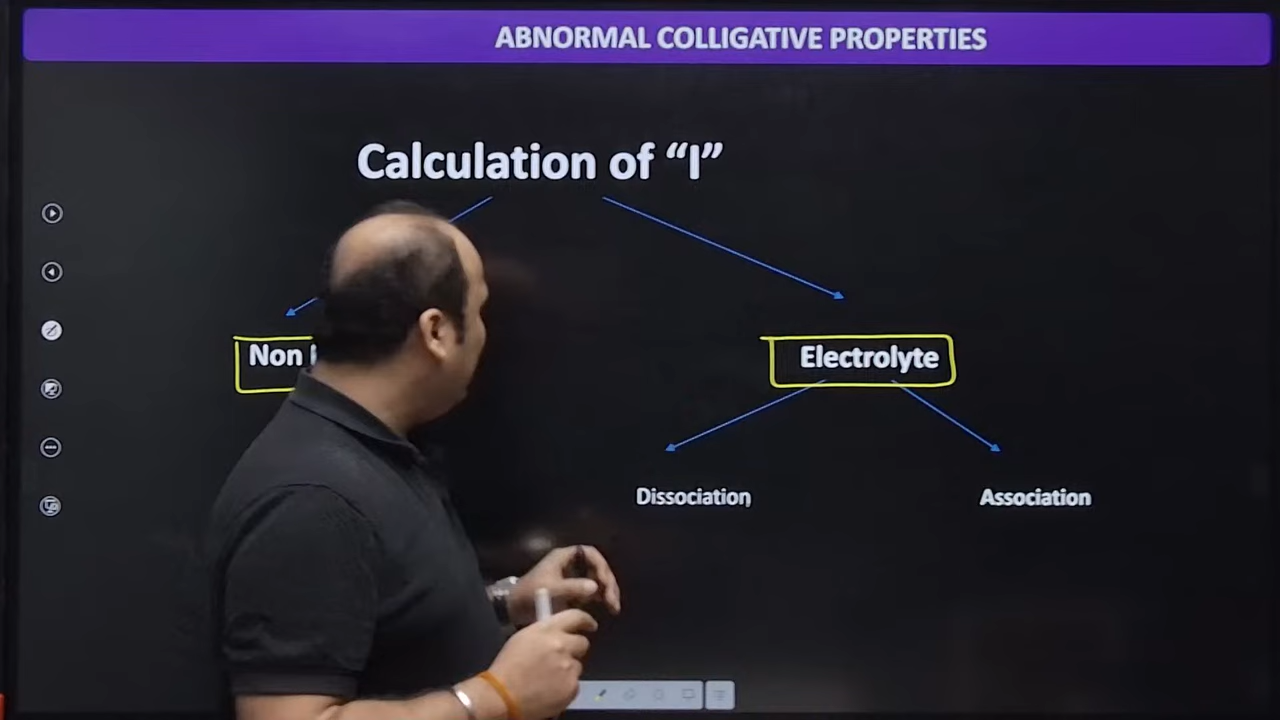 ABNORMAL COLLIGATIVE PROPERTIES
Calculation of “I”
Non
Electrolyte
Dissociation
Association